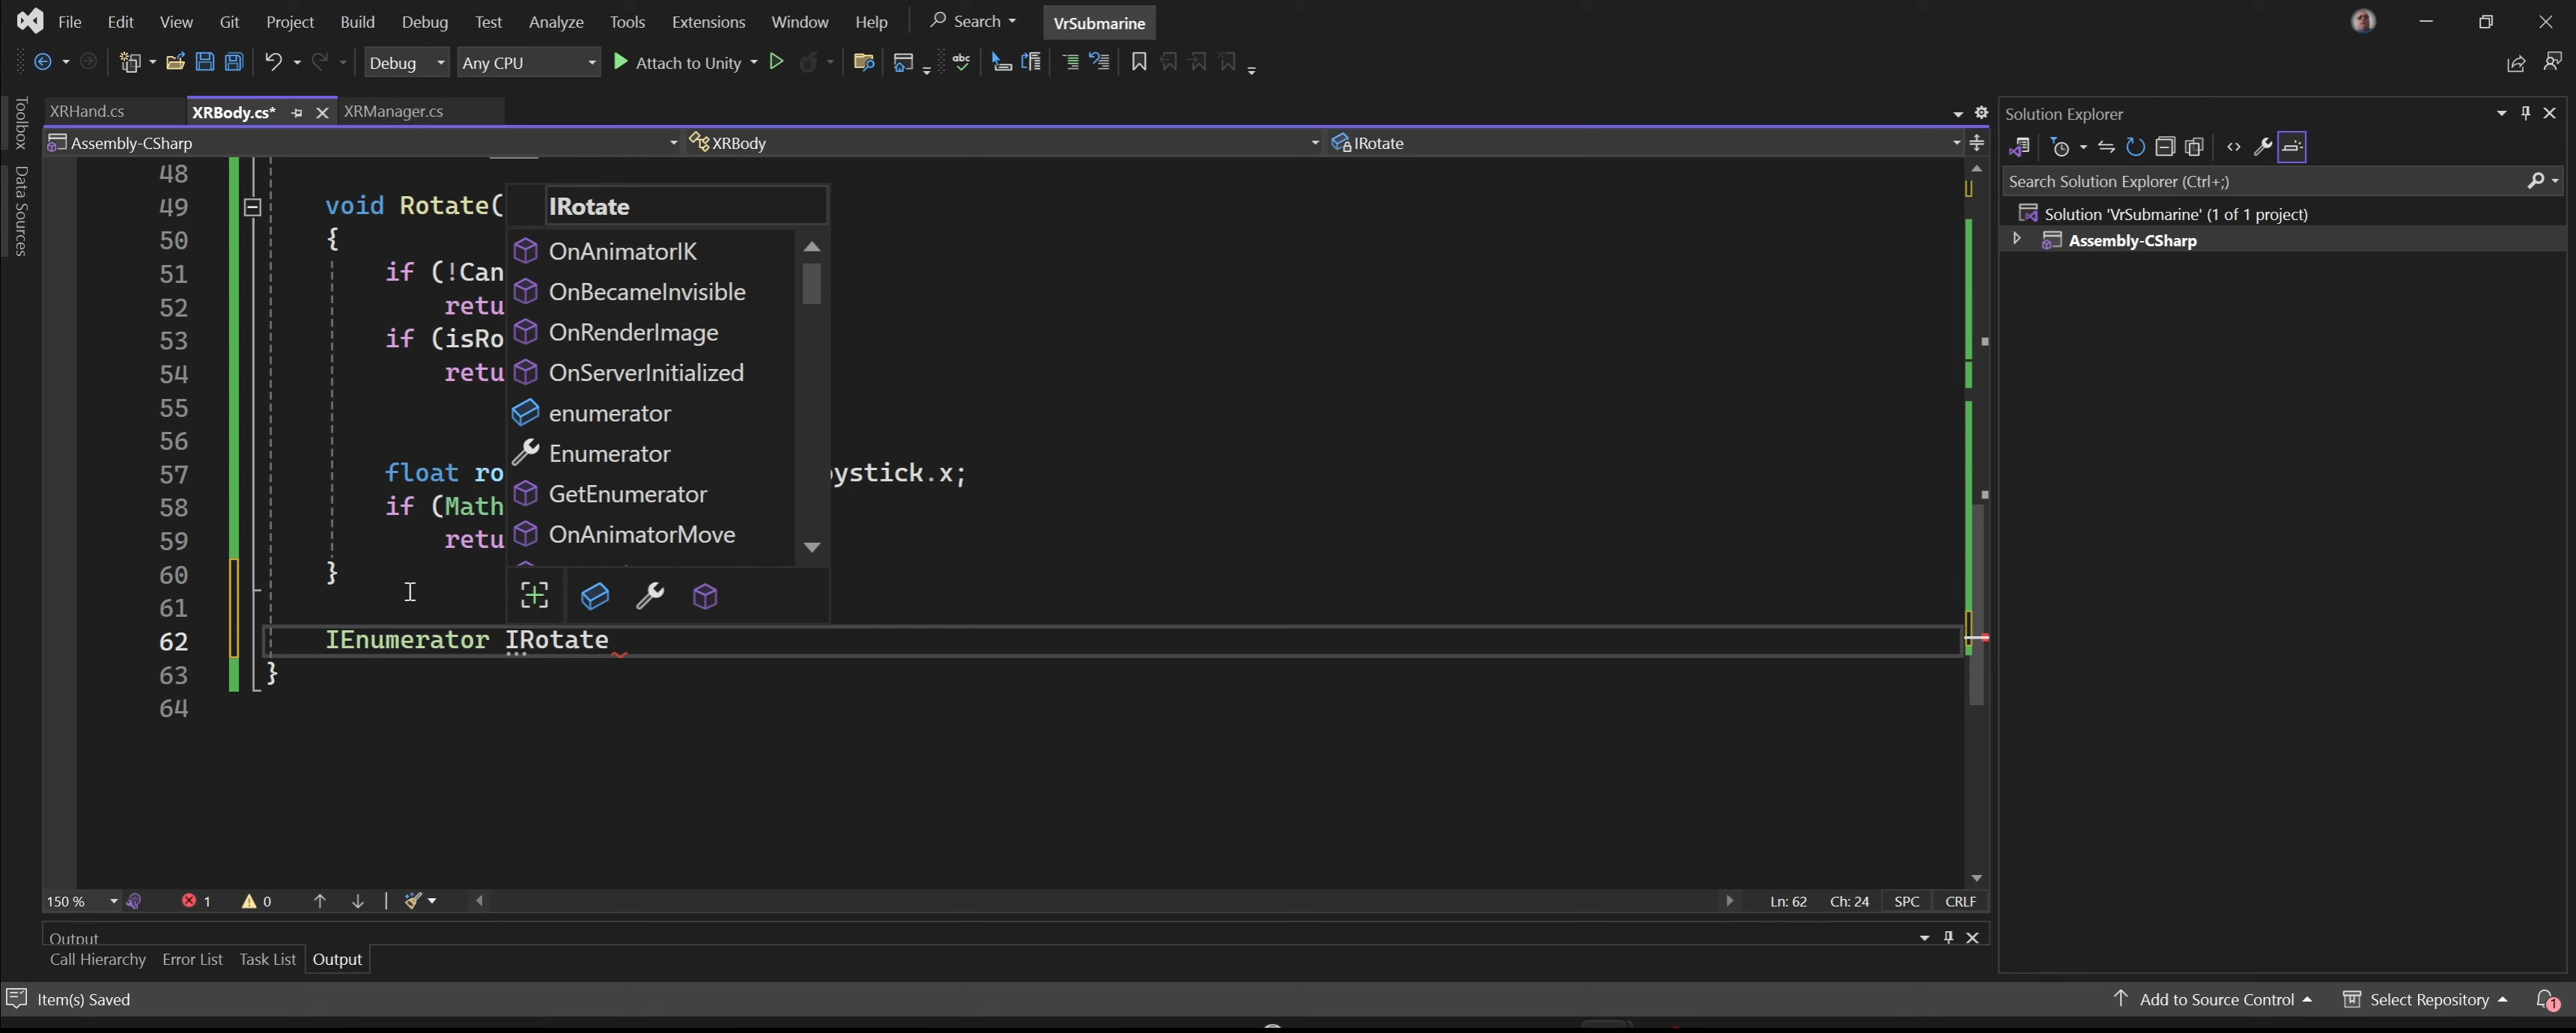 File Edit View Git Project Build Debug Test Analyze Tools Extensions Window Help Search VrSubmarine
Debug Any CPU Attach to Unity
Toolbox
Data Sources
XRHand.cs XRBody.cs* XRManager.cs
Assembly-CSharp XRBody IRotate
48
49 void Rotate(
50 {
51 if (!Can
52 retu
53 if (isRo
54 retu
55
56
57 float ro ystick.x;
58 if (Math
59 retu
60 }
61
62 IEnumerator IRotate
63 }
64
IRotate
OnAnimatorIK
OnBecameInvisible
OnRenderImage
OnServerInitialized
enumerator
Enumerator
GetEnumerator
OnAnimatorMove
150 % 1 0 Ln: 62 Ch: 24 SPC CRLF
Output
Call Hierarchy Error List Task List Output
Item(s) Saved Add to Source Control Select Repository 1
Solution Explorer
Search Solution Explorer (Ctrl+;)
Solution 'VrSubmarine' (1 of 1 project)
Assembly-CSharp